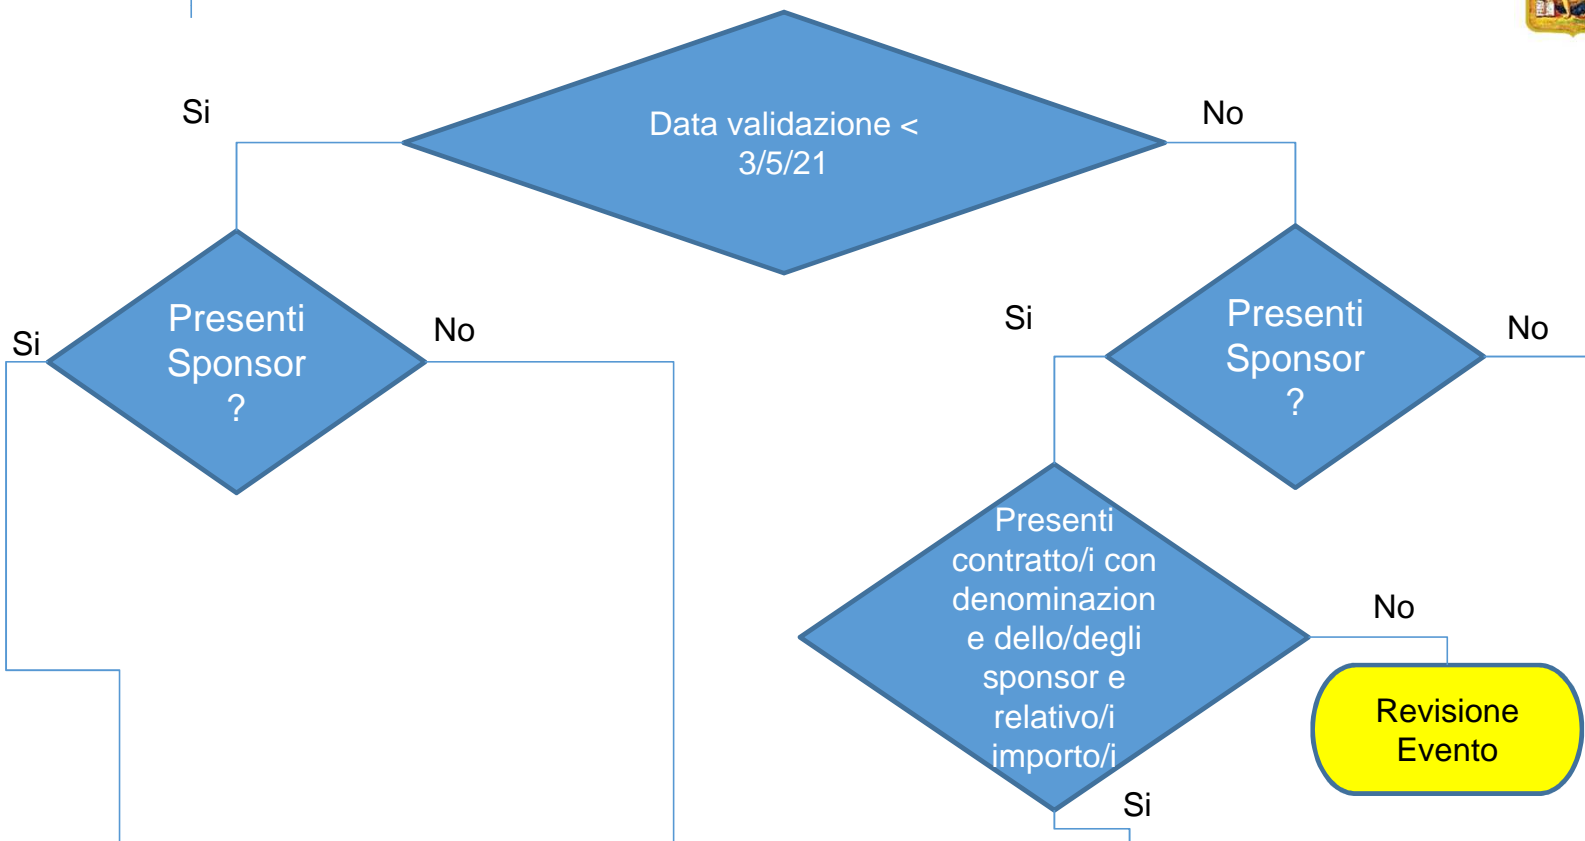 Si
Data validazione <
3/5/21
No
Si
Presenti
Sponsor
?
No
Si
Presenti
Sponsor
?
No
Presenti
contratto/i con
denominazion
e dello/degli
sponsor e
relativo/i
importo/i
No
Revisione
Evento
Si